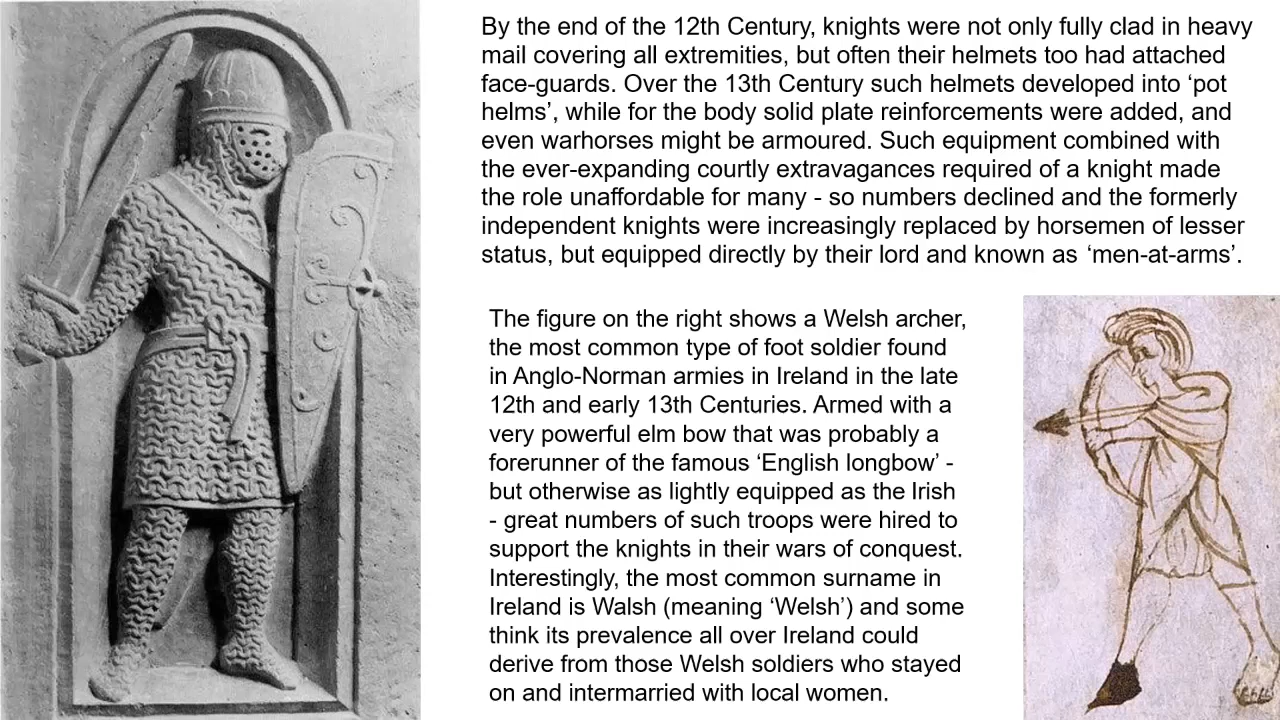 By the end of the 12th Century, knights were not only fully clad in heavy
mail covering all extremities, but often their helmets too had attached
face-guards. Over the 13th Century such helmets developed into ‘pot
helms’, while for the body solid plate reinforcements were added, and
even warhorses might be armoured. Such equipment combined with
the ever-expanding courtly extravagances required of a knight made
the role unaffordable for many - so numbers declined and the formerly
independent knights were increasingly replaced by horsemen of lesser
status, but equipped directly by their lord and known as ‘men-at-arms’.
The figure on the right shows a Welsh archer,
the most common type of foot soldier found
in Anglo-Norman armies in Ireland in the late
12th and early 13th Centuries. Armed with a
very powerful elm bow that was probably a
forerunner of the famous ‘English longbow’ -
but otherwise as lightly equipped as the Irish
- great numbers of such troops were hired to
support the knights in their wars of conquest.
Interestingly, the most common surname in
Ireland is Walsh (meaning ‘Welsh’) and some
think its prevalence all over Ireland could
derive from those Welsh soldiers who stayed
on and intermarried with local women.